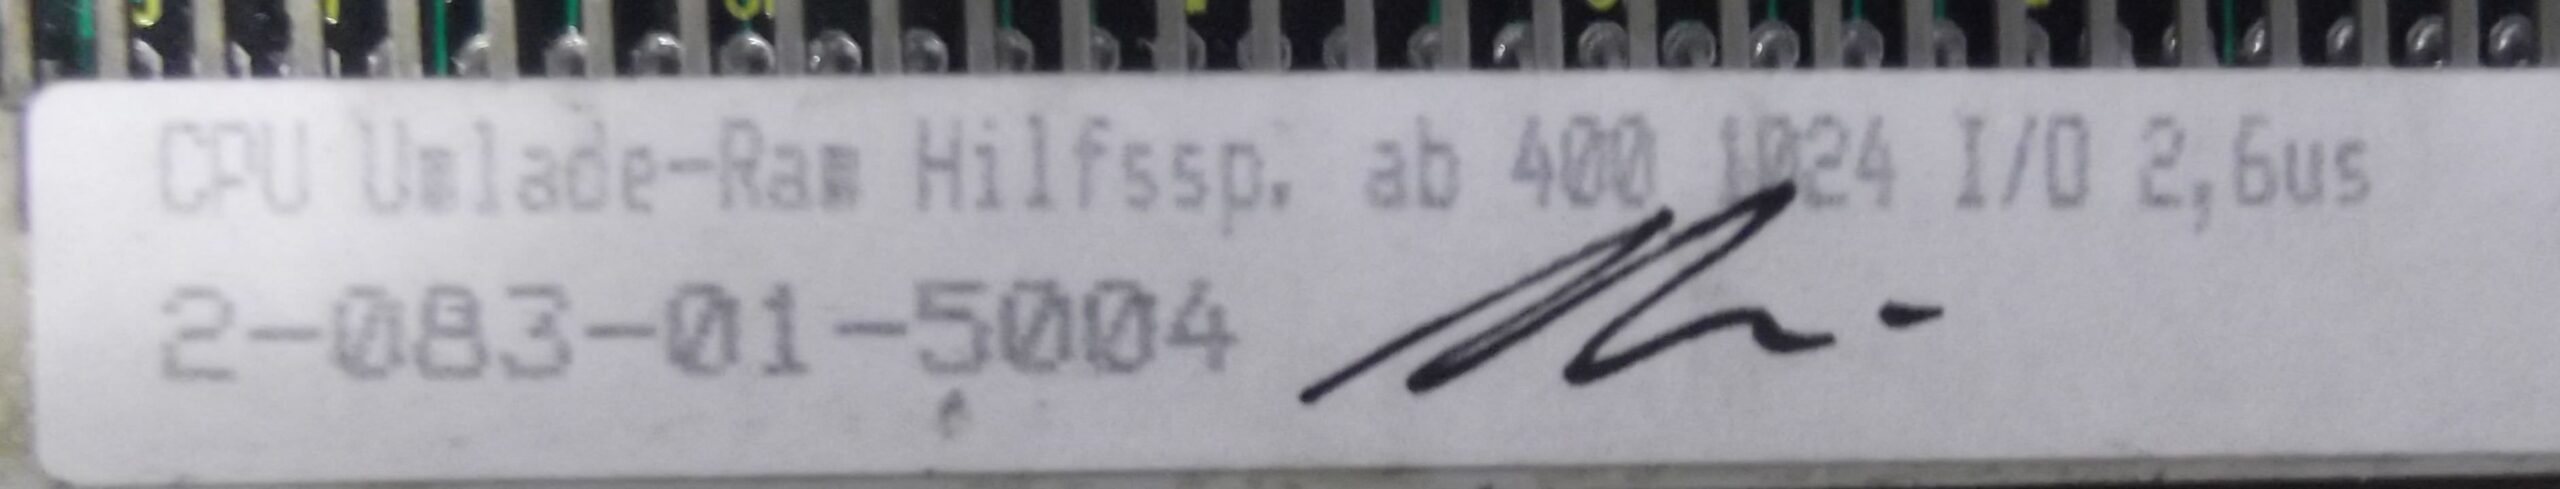 CPU Umlade-Ram Hilfssp. ab 400 1024 I/O 2,6us
2-083-01-5004